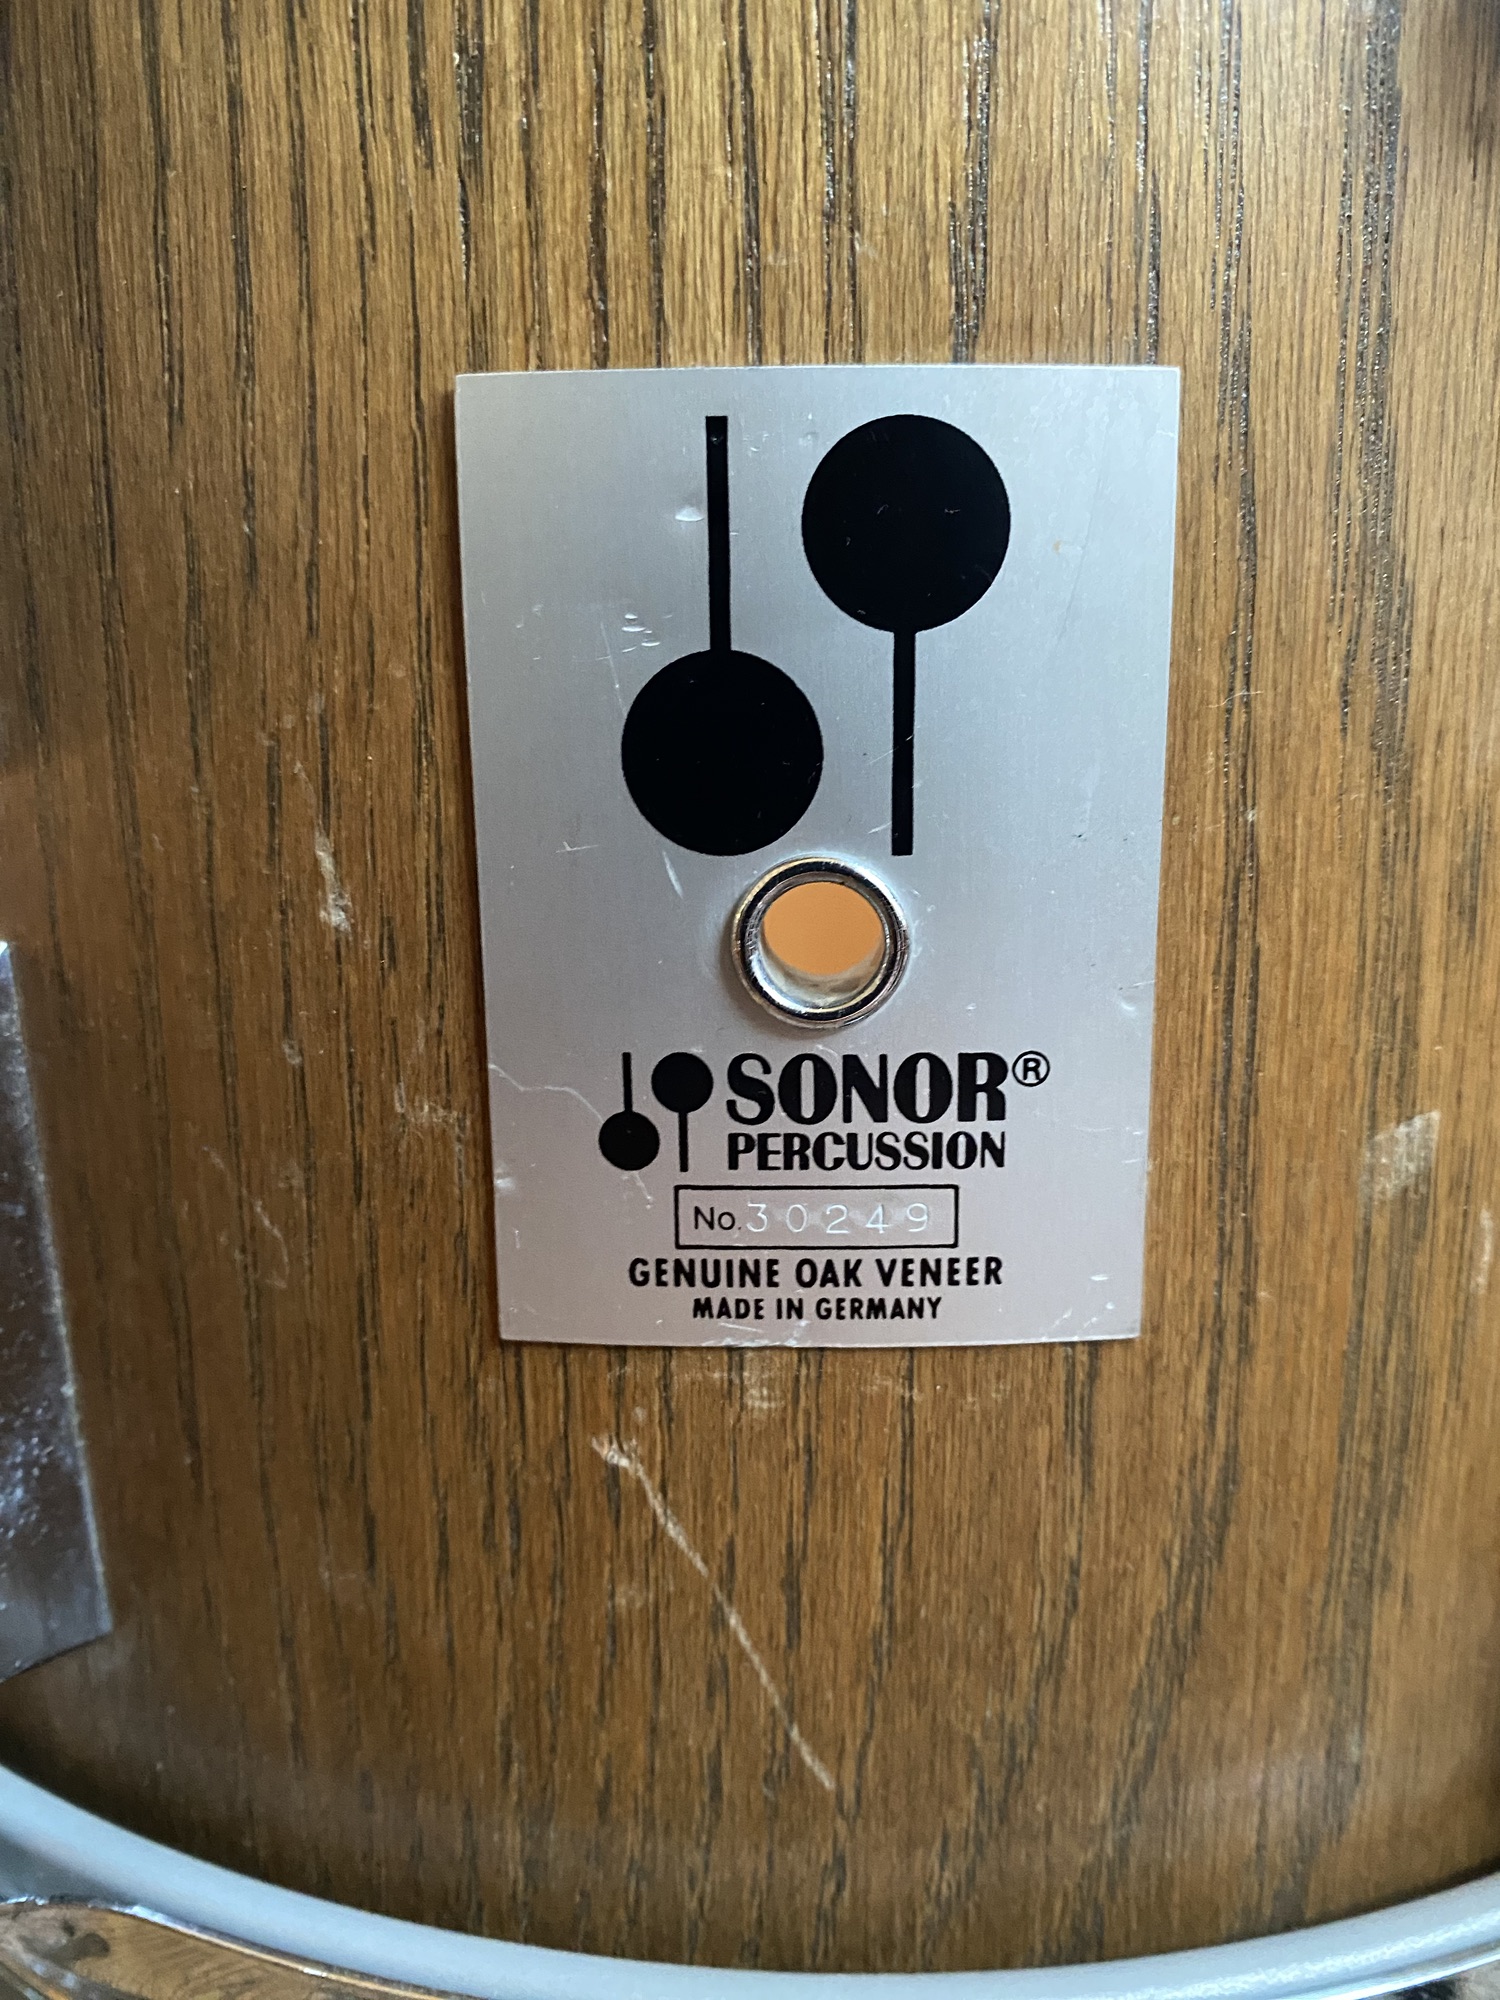 SONOR®
PERCUSSION
No. 30249
GENUINE OAK VENEER
MADE IN GERMANY